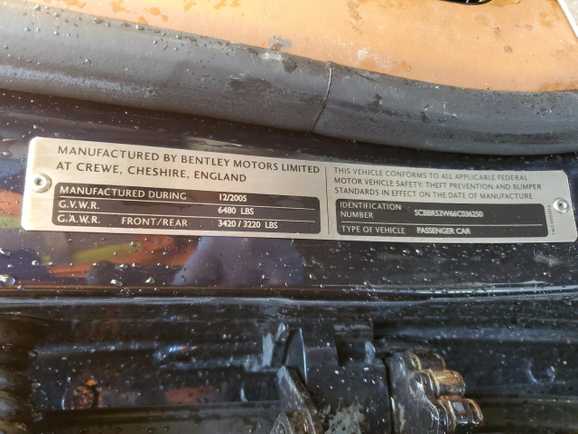 MANUFACTURED BY BENTLEY MOTORS LIMITED
AT CREWE, CHESHIRE, ENGLAND
MANUFACTURED DURING 12/2005
G.V.W.R. 6480 LBS
G.A.W.R. FRONT/REAR 3420 / 3220 LBS
THIS VEHICLE CONFORMS TO ALL APPLICABLE FEDERAL
MOTOR VEHICLE SAFETY, THEFT PREVENTION AND BUMPER
STANDARDS IN EFFECT ON THE DATE OF MANUFACTURE
IDENTIFICATION
NUMBER SCBBR53W66C036250
TYPE OF VEHICLE PASSENGER CAR